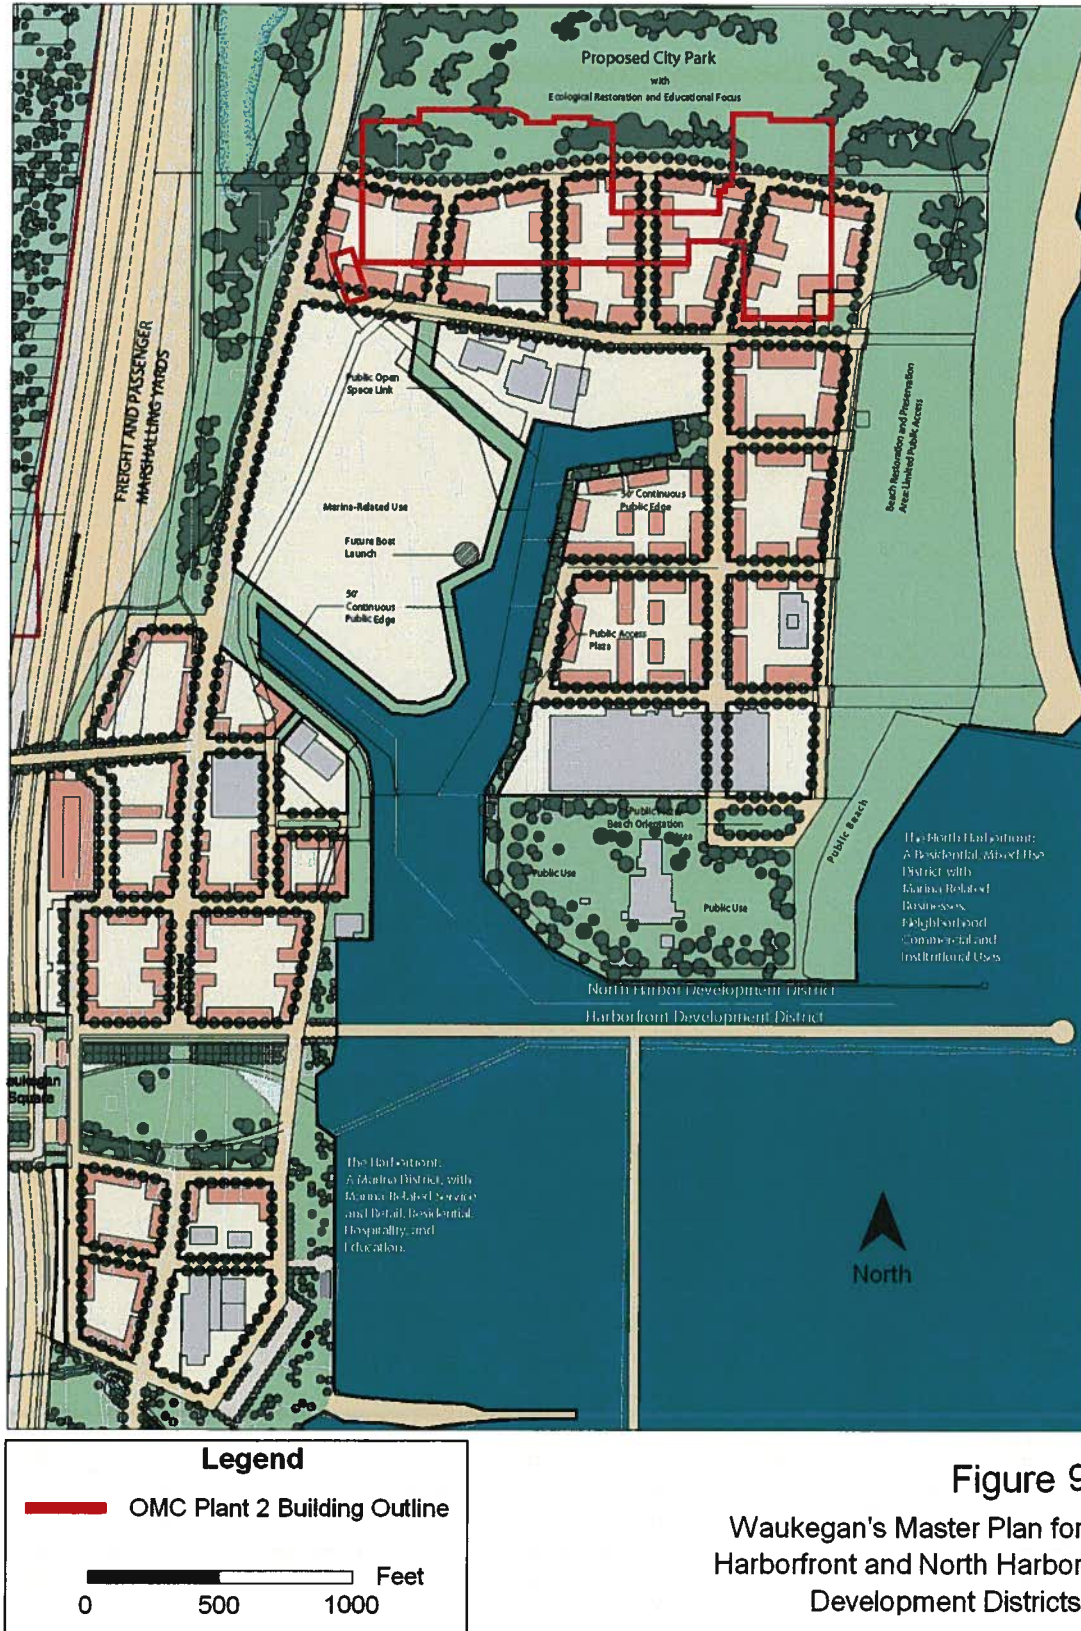 Proposed City Park
with
Ecological Restoration and Educational Focus
FREIGHT AND PASSENGER
MARSHALLING YARDS
Public Open
Space Link
Beach Restoration and Preservation
Area: Limited Public Access
Marina-Related Use
50' Continuous
Public Edge
Future Boat
Launch
50'
Continuous
Public Edge
Public Access
Plaza
Beach Orientation
Public Use
Public Use
Public Beach
The North Harborfront:
A Residential, Mixed Use
District with
Marina Related
Businesses,
Neighborhood
Commercial and
Institutional Uses
North Harbor Development District
Harborfront Development District
aukegan
Square
The Harborfront:
A Marina District, with
Marina Related Service
and Retail, Residential,
Hospitality, and
Education.
North
Legend
OMC Plant 2 Building Outline
Feet
0 500 1000
Figure 9
Waukegan's Master Plan for
Harborfront and North Harbor
Development Districts